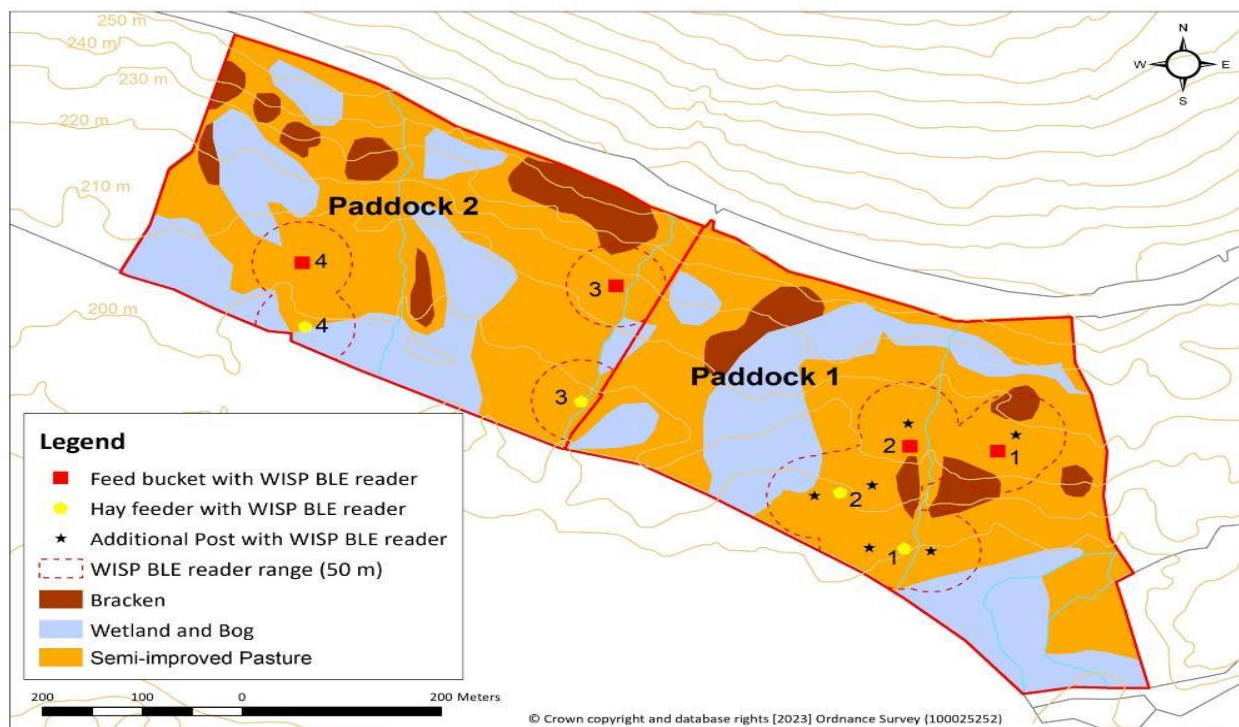 250 m
240 m
230 m
220 m
210 m
200 m
N
W E
S
Paddock 2
4
4
3
3
Paddock 1
2
1
2
1
Legend
Feed bucket with WISP BLE reader
Hay feeder with WISP BLE reader
Additional Post with WISP BLE reader
WISP BLE reader range (50 m)
Bracken
Wetland and Bog
Semi-improved Pasture
200 100 0 200 Meters
© Crown copyright and database rights [2023] Ordnance Survey (100025252)